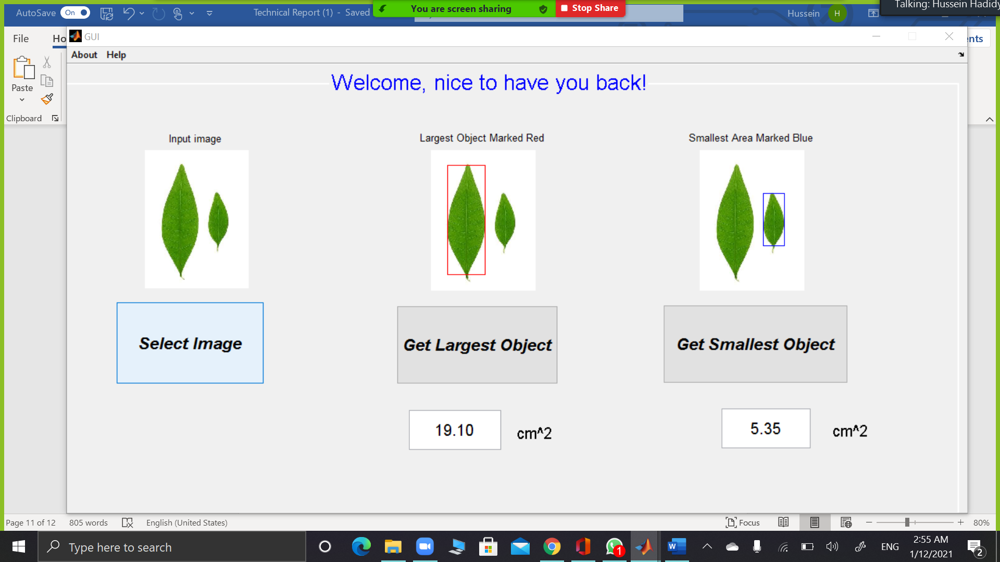 Talking: Hussein Hadidy
AutoSave On Technical Report (1) - Saved
You are screen sharing
Stop Share
Hussein H
File
GUI
About Help
Paste
Clipboard
Welcome, nice to have you back!
Input image
Largest Object Marked Red
Smallest Area Marked Blue
Select Image
Get Largest Object
Get Smallest Object
19.10 cm^2
5.35 cm^2
Page 11 of 12 805 words English (United States) Focus 80%
Type here to search
1
W
ENG
2:55 AM
1/12/2021
2